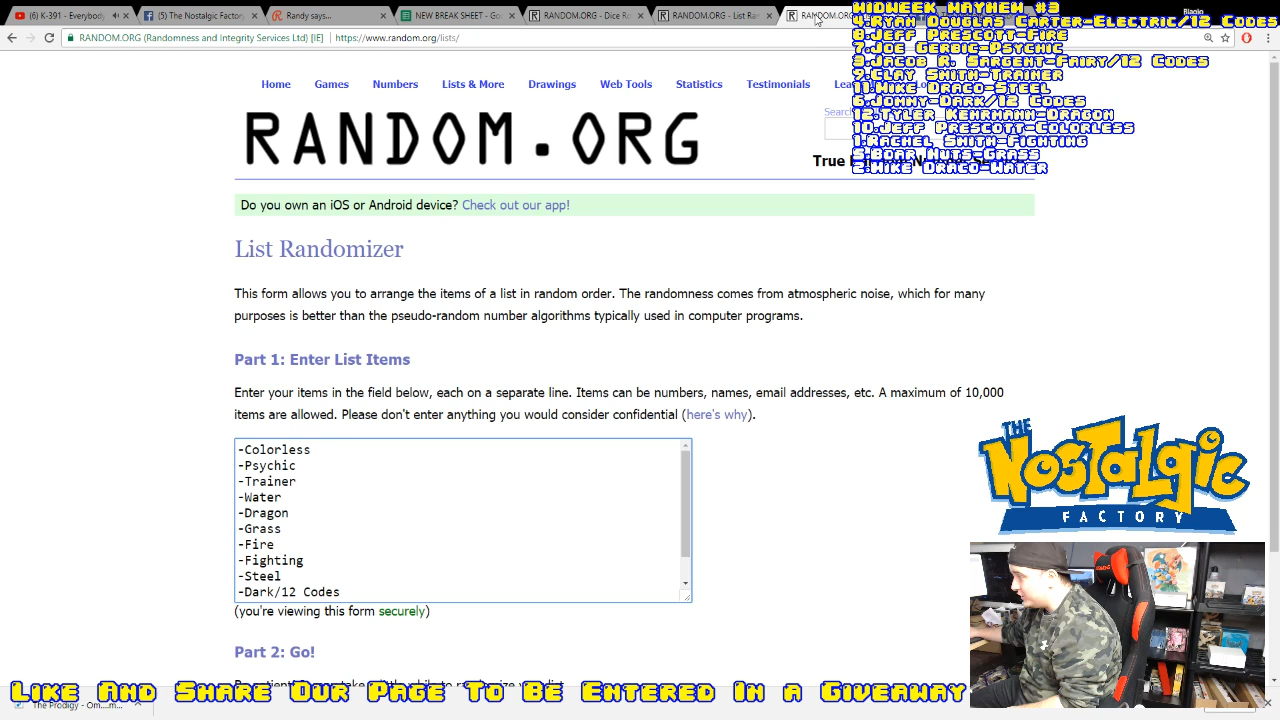 (6) K-391 - Everybody
(5) The Nostalgic Factory
Randy says...
NEW BREAK SHEET - Go
RANDOM.ORG - Dice Ro
RANDOM.ORG - List Ran
RANDOM.ORG
RANDOM.ORG (Randomness and Integrity Services Ltd) [IE]
https://www.random.org/lists/
MIDWEEK MAYHEM #3
4.Ryan Douglas Carter-Electric/12 Codes
8.Jeff Prescott-Fire
7.Joe Gerbic-Psychic
3.Jacob R. Sargent-Fairy/12 Codes
9.Clay Smith-Trainer
11.Mike Draco-Steel
6.Jonny-Dark/12 Codes
12.Tyler Kehrmann-Dragon
10.Jeff Prescott-Colorless
1.Rachel Smith-Fighting
5.Boar Nuts-Grass
2.Mike Draco-Water
Home Games Numbers Lists & More Drawings Web Tools Statistics Testimonials
Search
RANDOM.ORG
Do you own an iOS or Android device? Check out our app!
List Randomizer
This form allows you to arrange the items of a list in random order. The randomness comes from atmospheric noise, which for many
purposes is better than the pseudo-random number algorithms typically used in computer programs.
Part 1: Enter List Items
Enter your items in the field below, each on a separate line. Items can be numbers, names, email addresses, etc. A maximum of 10,000
items are allowed. Please don't enter anything you would consider confidential (here's why).
-Colorless
-Psychic
-Trainer
-Water
-Dragon
-Grass
-Fire
-Fighting
-Steel
-Dark/12 Codes
(you're viewing this form securely)
Part 2: Go!
THE
NOSTALGIC
FACTORY
Like And Share Our Page To Be Entered In a Giveaway
The Prodigy - Om....m...